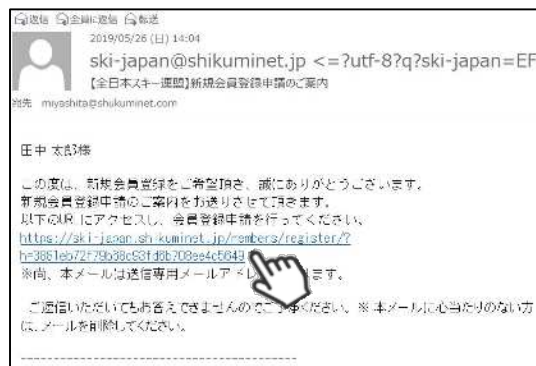 返信 全員に返信 転送
2019/05/26 (日) 14:04
ski-japan@shikuminet.jp <=?utf-8?q?ski-japan=EF
【全日本スキー連盟】新規会員登録申請のご案内
宛先 miyashita@shukuminet.com
田中 太郎様
この度は、新規会員登録をご希望頂き、誠にありがとうございます。
新規会員登録申請のご案内をお送りさせて頂きます。
以下のURLにアクセスし、会員登録申請を行ってください。
https://ski-japan.shikuminet.jp/members/register/?
※尚、本メールは送信専用メールアドレ ます。
ご返信いただいてもお答えできませんのでご了承ください。※ 本メールに心当たりのない方
は、メールを削除してください。
----------------------------------------